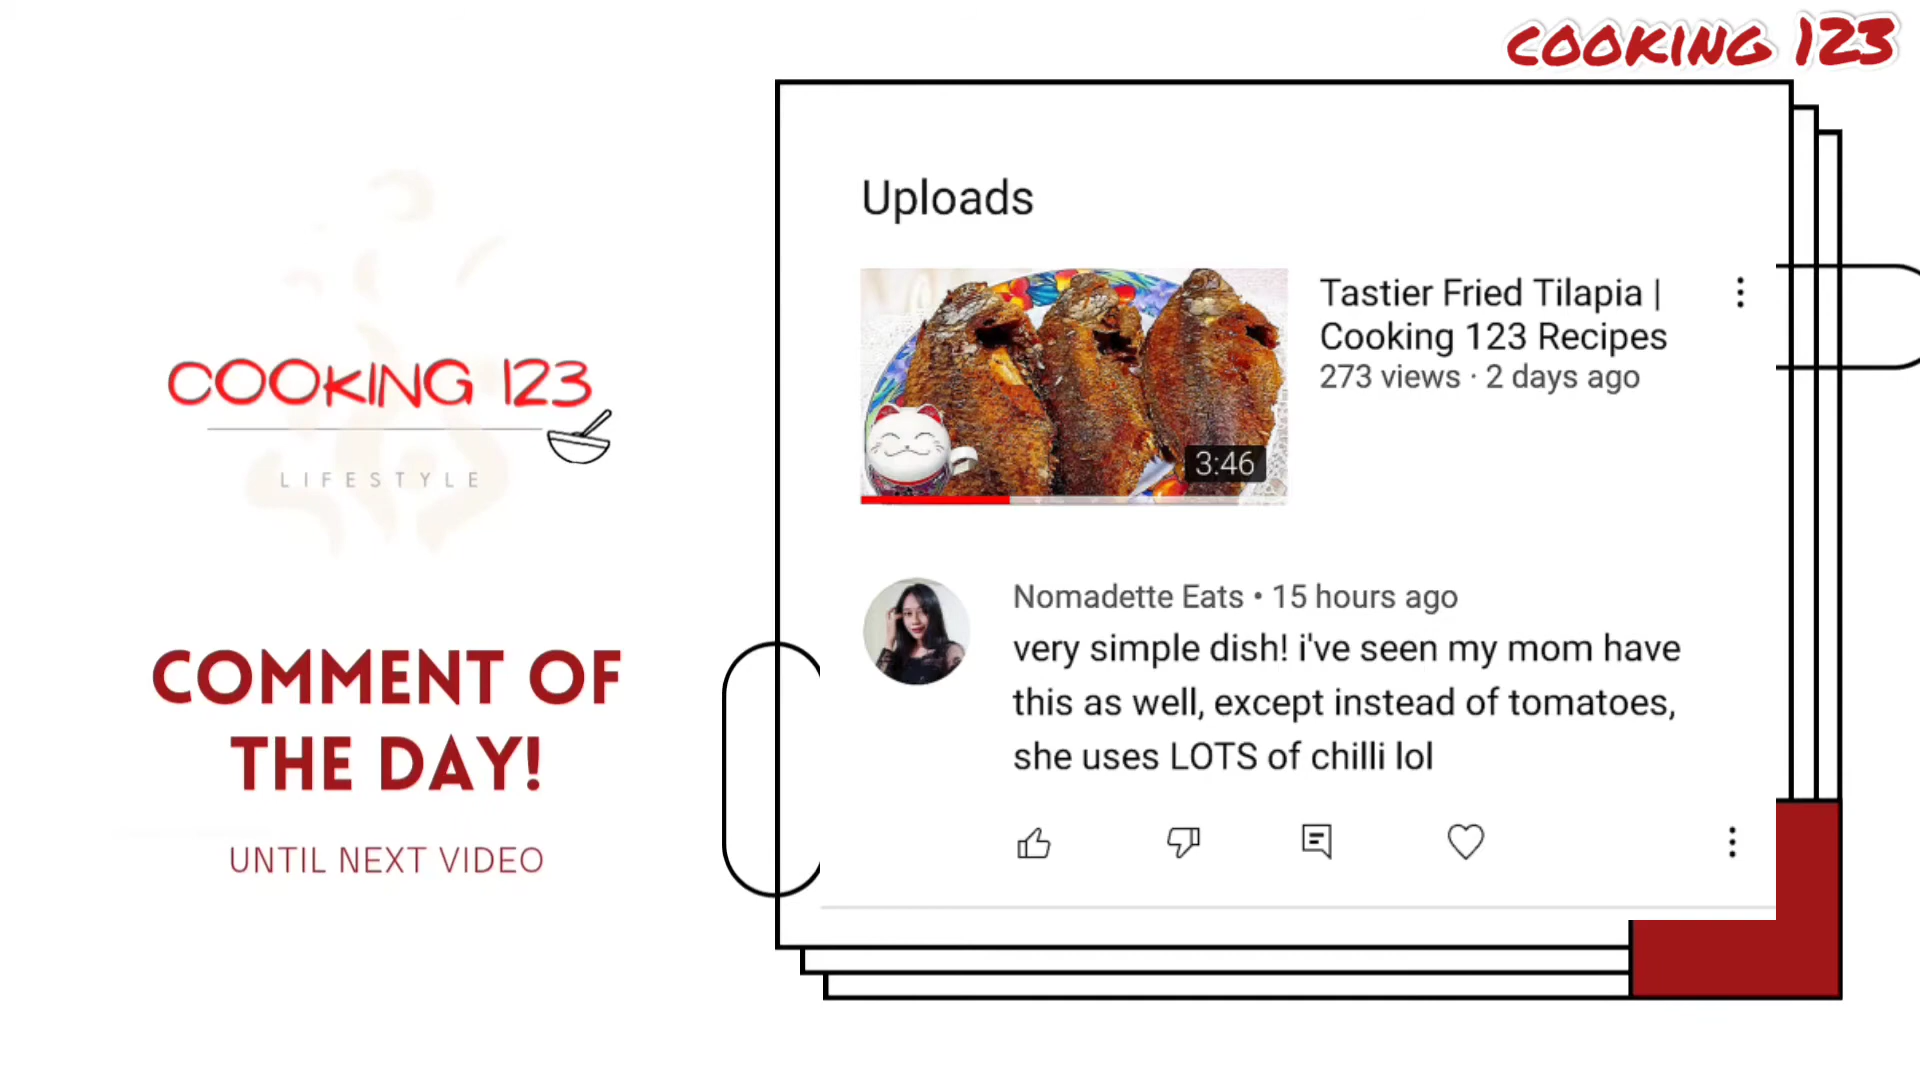 COOKING 123
COOKING 123
LIFESTYLE
COMMENT OF
THE DAY!
UNTIL NEXT VIDEO
Uploads
Tastier Fried Tilapia |
Cooking 123 Recipes
273 views · 2 days ago
3:46
Nomadette Eats • 15 hours ago
very simple dish! i've seen my mom have
this as well, except instead of tomatoes,
she uses LOTS of chilli lol